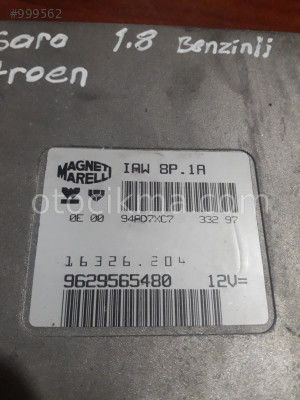 #999562
saro 1.8 Benzinli
troen
MAGNETI MARELLI
IAW 8P.1A
0E 00 94AD7XC7 332 97
16326.204
9629565480 12V=
otocikma.com